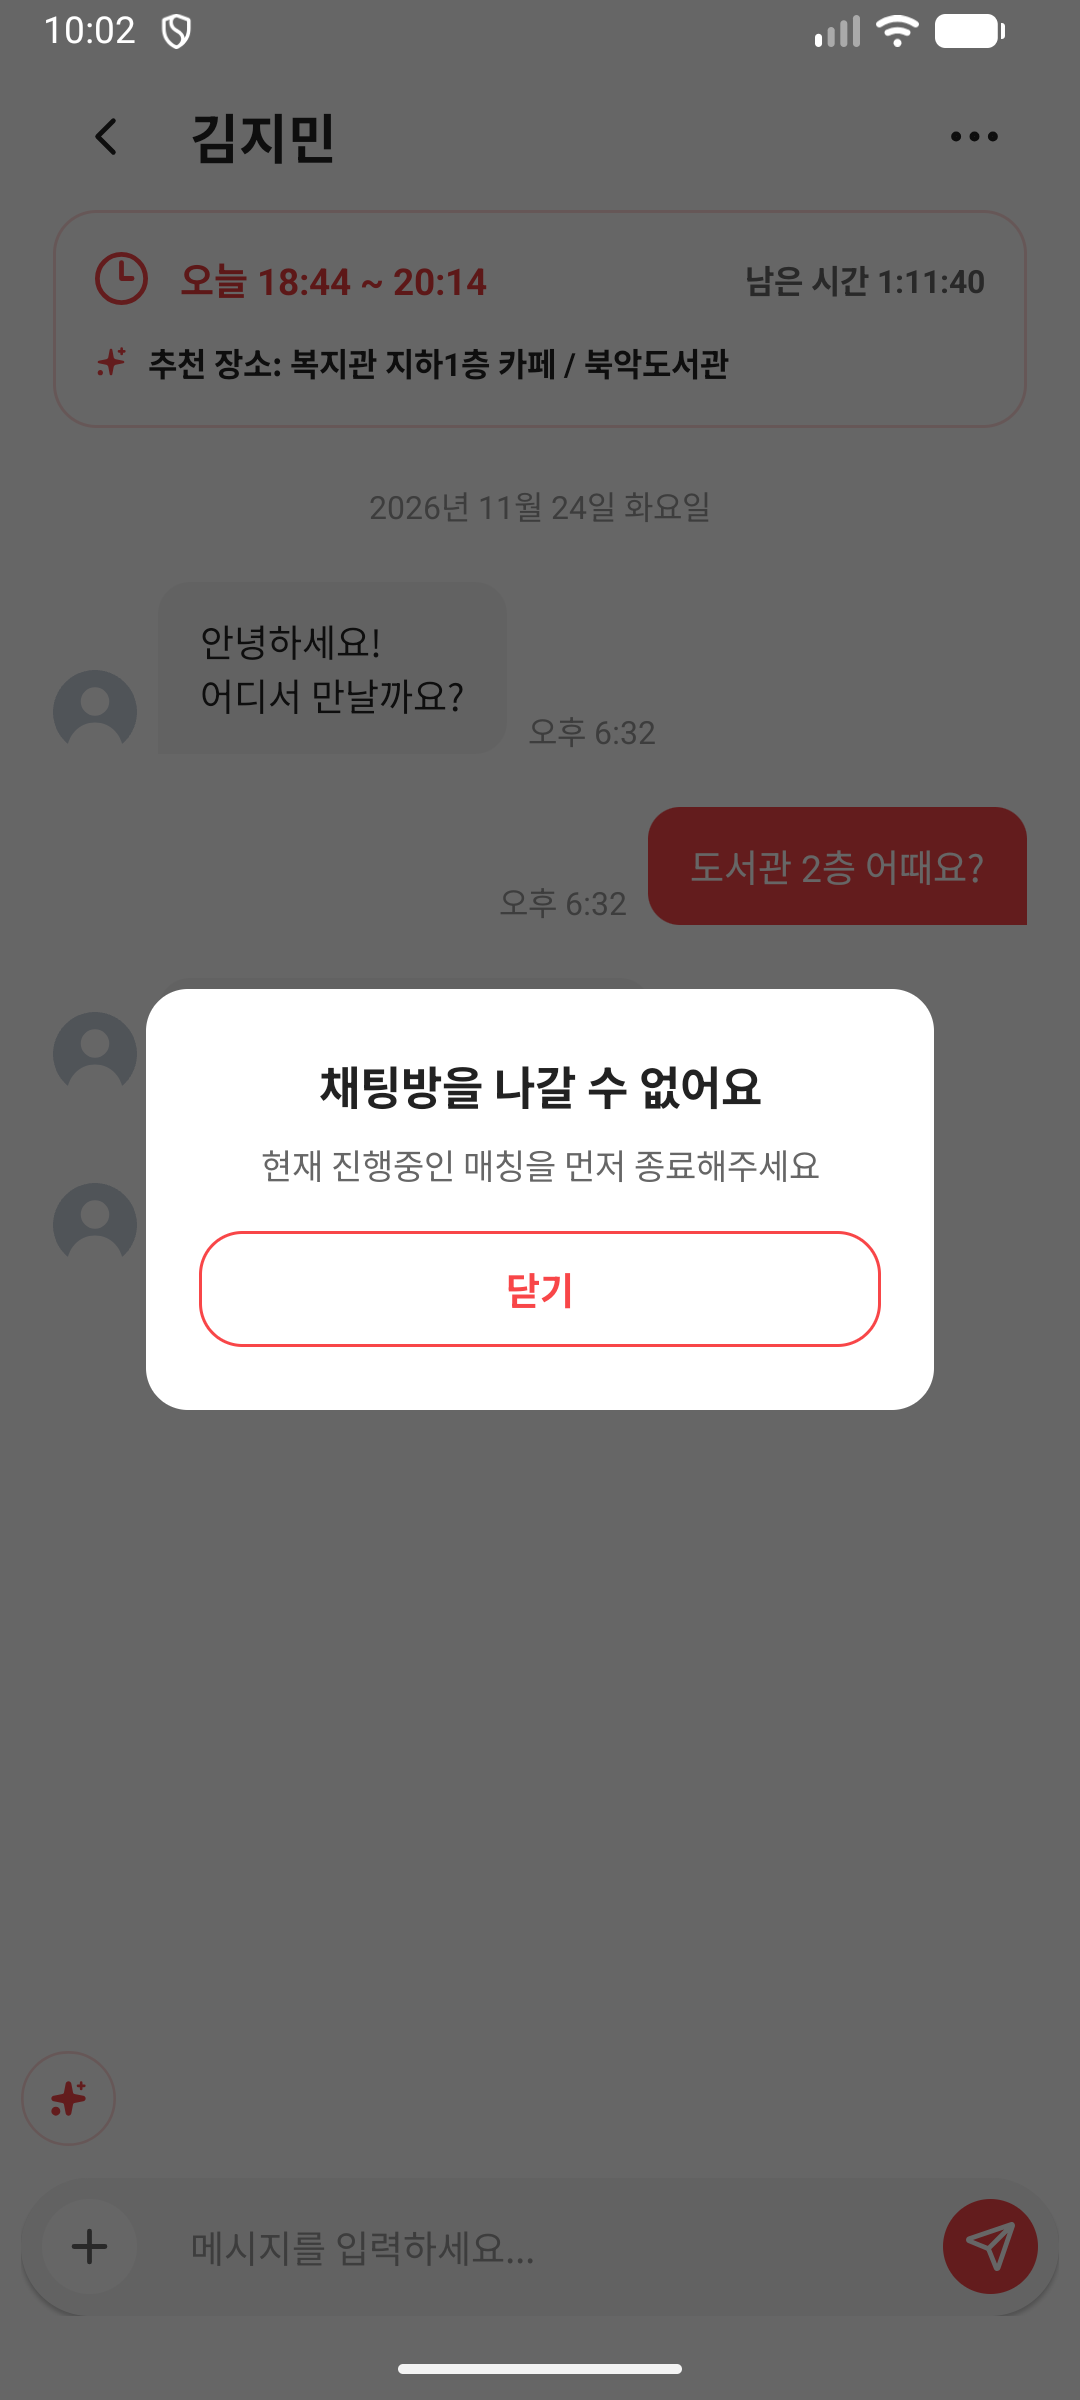 10:02
김지민
오늘 18:44 ~ 20:14
남은 시간 1:11:40
추천 장소: 복지관 지하1층 카페 / 북악도서관
2026년 11월 24일 화요일
안녕하세요!
어디서 만날까요?
오후 6:32
도서관 2층 어때요?
오후 6:32
채팅방을 나갈 수 없어요
현재 진행중인 매칭을 먼저 종료해주세요
닫기
메시지를 입력하세요...